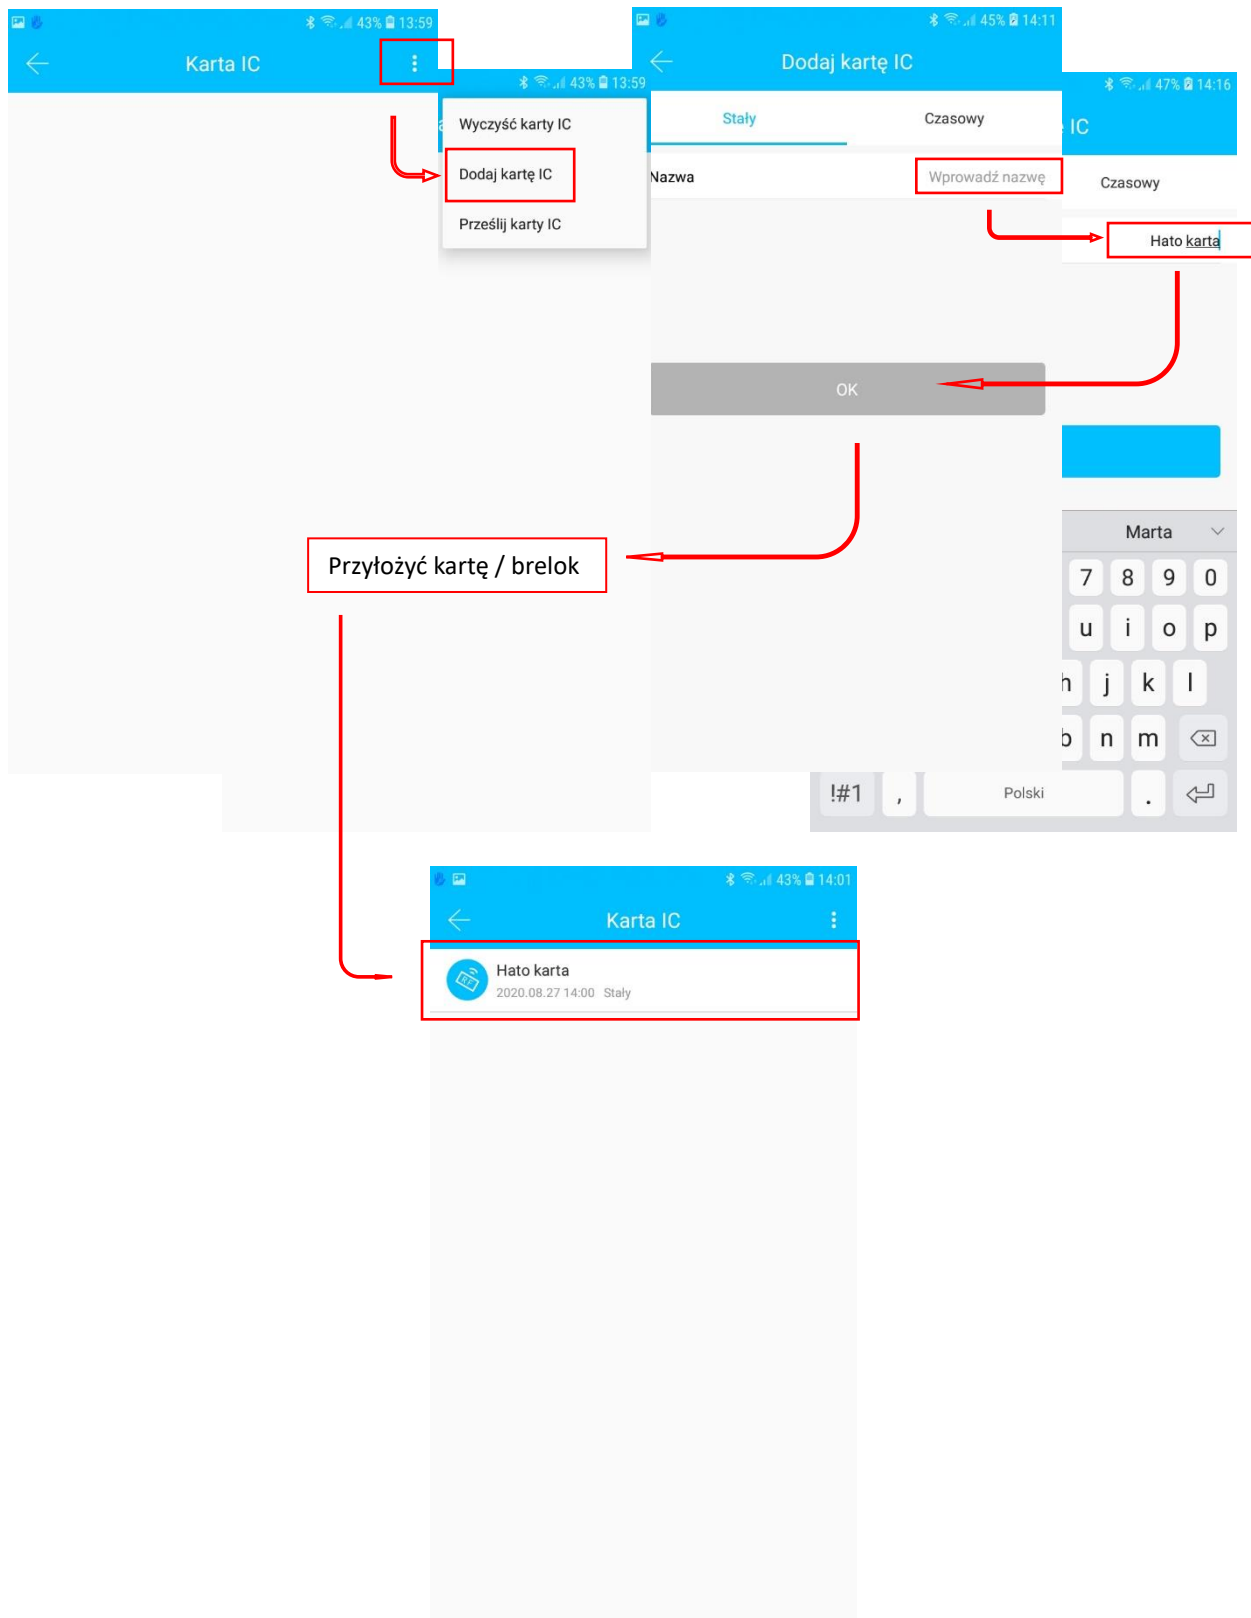 43% 13:59
Karta IC
43% 13:59
Wyczyść karty IC
Dodaj kartę IC
Prześlij karty IC
45% 14:11
Dodaj kartę IC
Stały
Czasowy
Nazwa
Wprowadź nazwę
OK
47% 14:16
IC
Czasowy
Hato karta
Marta
7 8 9 0
u i o p
h j k l
b n m
!#1 , Polski .
Przyłożyć kartę / brelok
43% 14:01
Karta IC
RF
Hato karta
2020.08.27 14:00 Stały